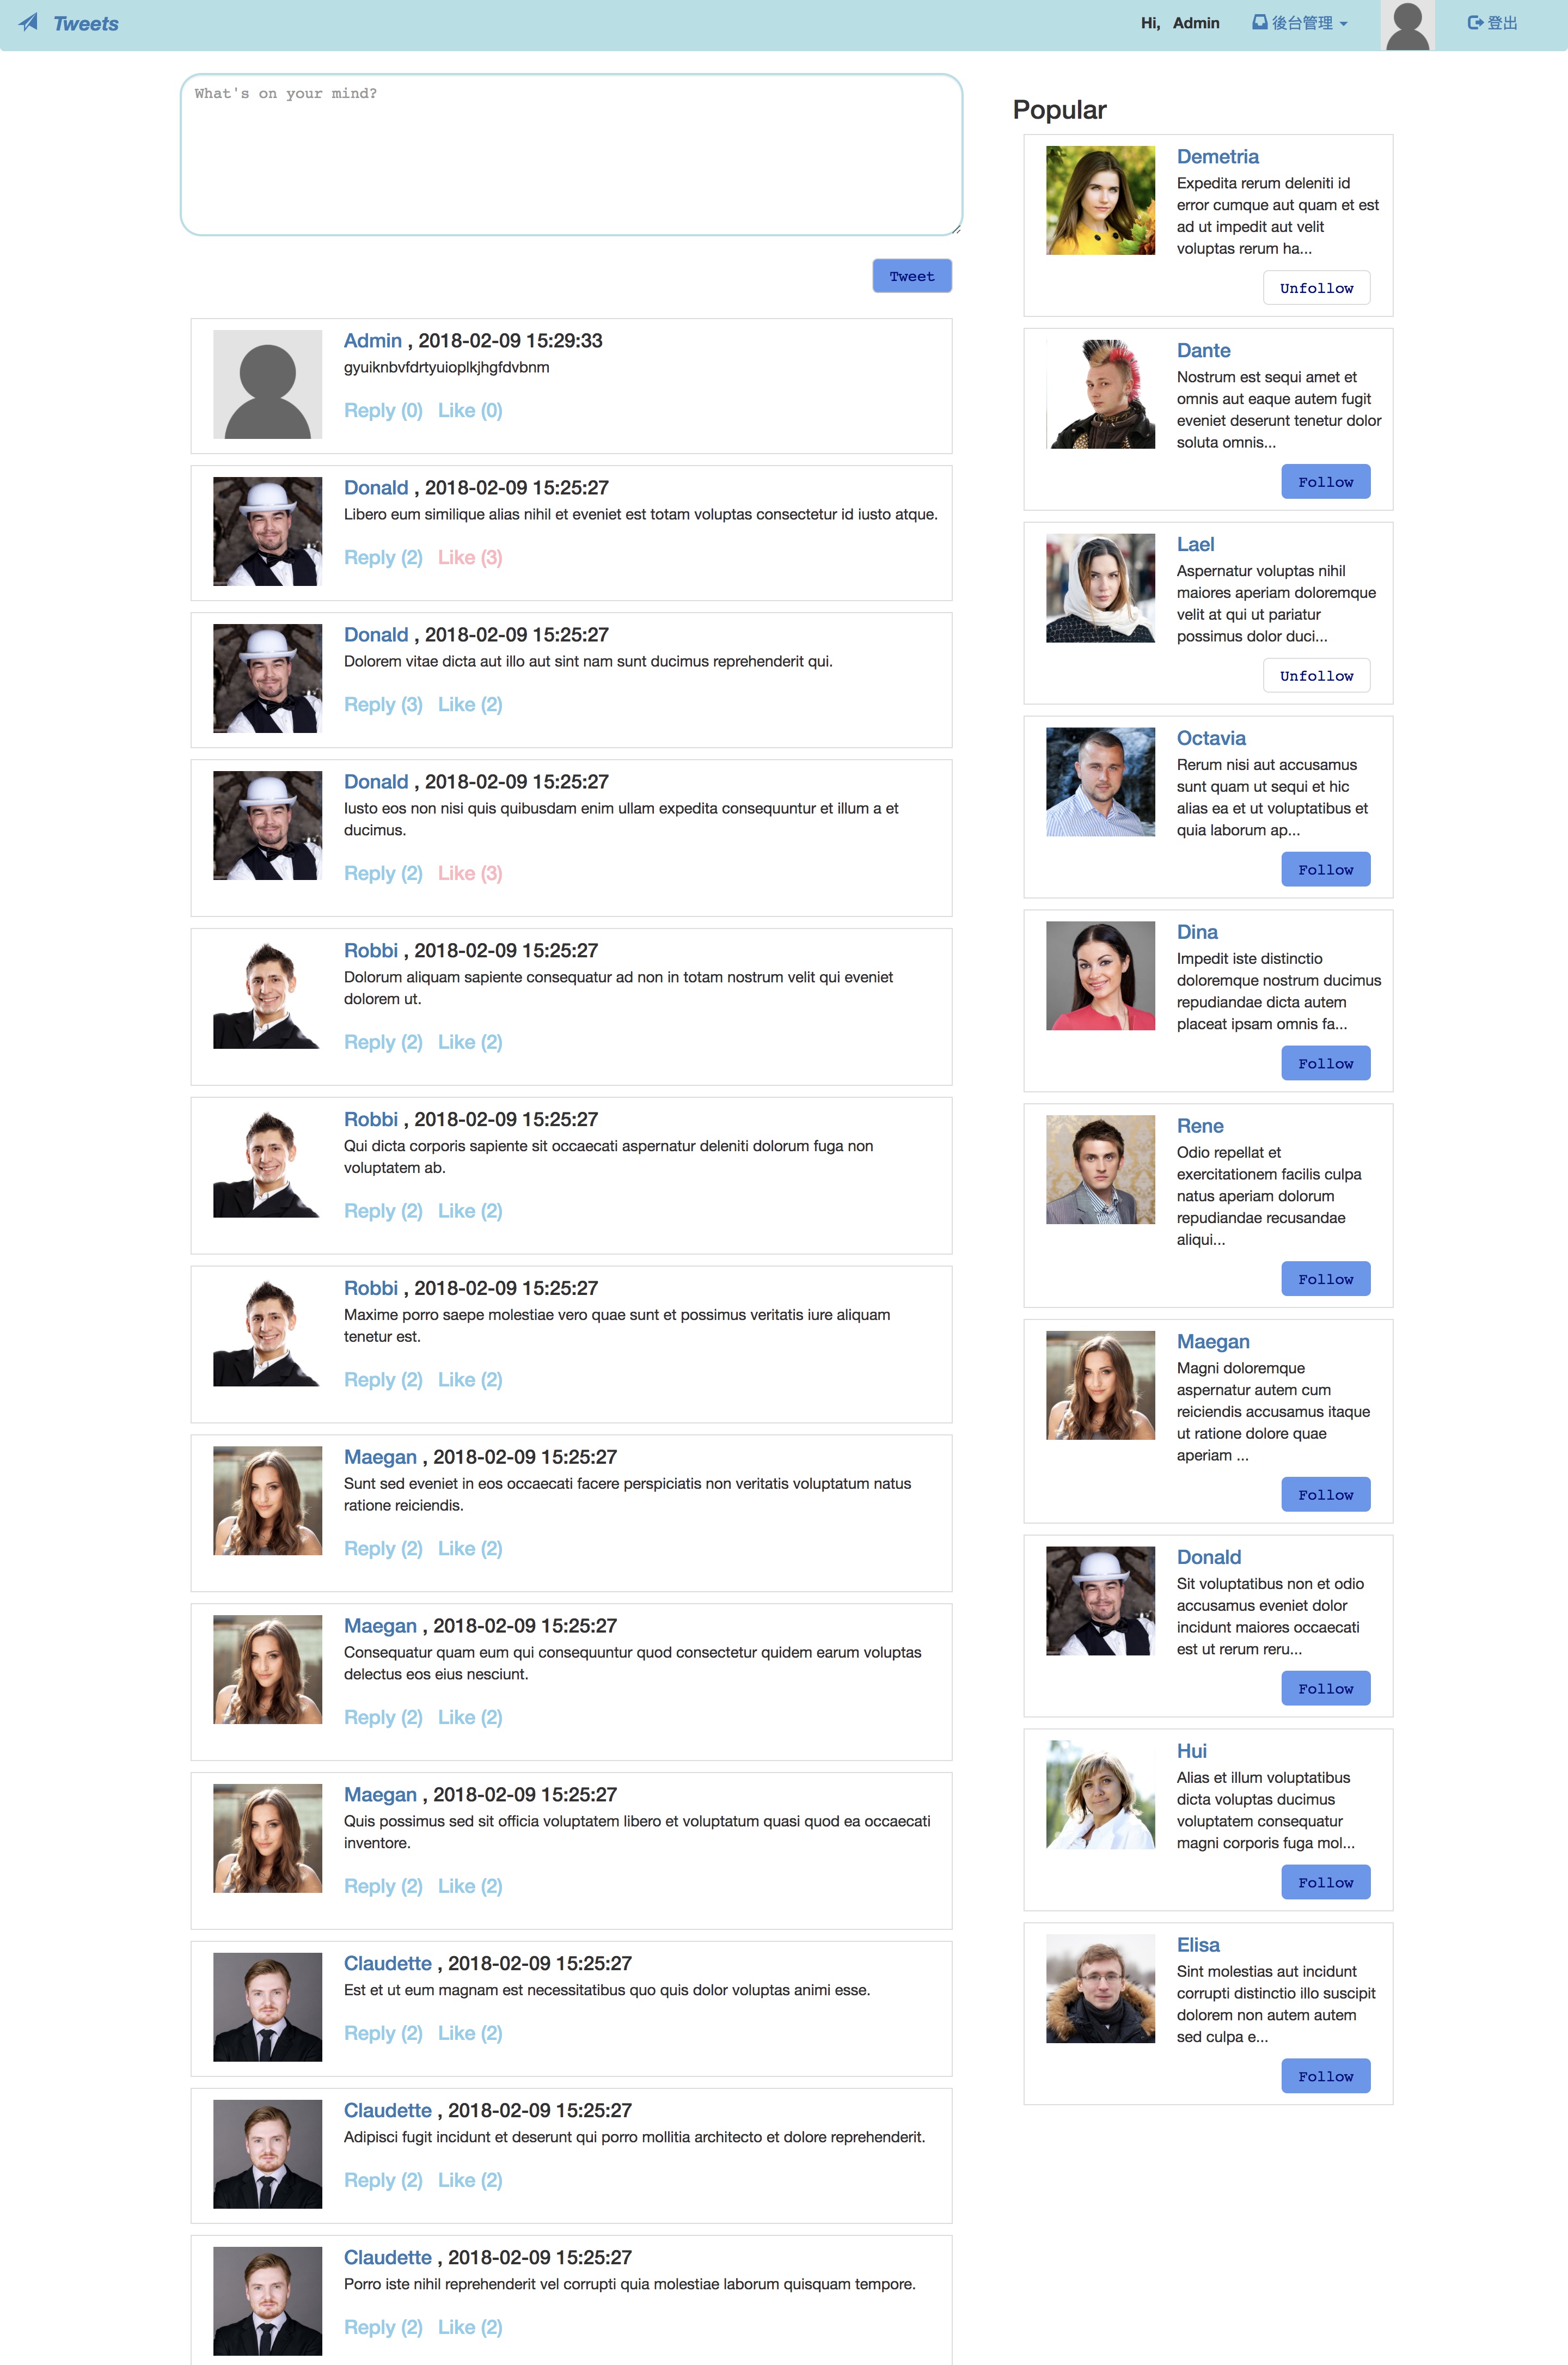 Tweets
Hi, Admin 後台管理 登出
What's on your mind?
Tweet
Admin , 2018-02-09 15:29:33
gyuiknbvfdrtyuioplkjhgfdvbnm
Reply (0) Like (0)
Donald , 2018-02-09 15:25:27
Libero eum similique alias nihil et eveniet est totam voluptas consectetur id iusto atque.
Reply (2) Like (3)
Donald , 2018-02-09 15:25:27
Dolorem vitae dicta aut illo aut sint nam sunt ducimus reprehenderit qui.
Reply (3) Like (2)
Donald , 2018-02-09 15:25:27
Iusto eos non nisi quis quibusdam enim ullam expedita consequuntur et illum a et
ducimus.
Reply (2) Like (3)
Robbi , 2018-02-09 15:25:27
Dolorum aliquam sapiente consequatur ad non in totam nostrum velit qui eveniet
dolorem ut.
Reply (2) Like (2)
Robbi , 2018-02-09 15:25:27
Qui dicta corporis sapiente sit occaecati aspernatur deleniti dolorum fuga non
voluptatem ab.
Reply (2) Like (2)
Robbi , 2018-02-09 15:25:27
Maxime porro saepe molestiae vero quae sunt et possimus veritatis iure aliquam
tenetur est.
Reply (2) Like (2)
Maegan , 2018-02-09 15:25:27
Sunt sed eveniet in eos occaecati facere perspiciatis non veritatis voluptatum natus
ratione reiciendis.
Reply (2) Like (2)
Maegan , 2018-02-09 15:25:27
Consequatur quam eum qui consequuntur quod consectetur quidem earum voluptas
delectus eos eius nesciunt.
Reply (2) Like (2)
Maegan , 2018-02-09 15:25:27
Quis possimus sed sit officia voluptatem libero et voluptatum quasi quod ea occaecati
inventore.
Reply (2) Like (2)
Claudette , 2018-02-09 15:25:27
Est et ut eum magnam est necessitatibus quo quis dolor voluptas animi esse.
Reply (2) Like (2)
Claudette , 2018-02-09 15:25:27
Adipisci fugit incidunt et deserunt qui porro mollitia architecto et dolore reprehenderit.
Reply (2) Like (2)
Claudette , 2018-02-09 15:25:27
Porro iste nihil reprehenderit vel corrupti quia molestiae laborum quisquam tempore.
Reply (2) Like (2)
Popular
Demetria
Expedita rerum deleniti id
error cumque aut quam et est
ad ut impedit aut velit
voluptas rerum ha...
Unfollow
Dante
Nostrum est sequi amet et
omnis aut eaque autem fugit
eveniet deserunt tenetur dolor
soluta omnis...
Follow
Lael
Aspernatur voluptas nihil
maiores aperiam doloremque
velit at qui ut pariatur
possimus dolor duci...
Unfollow
Octavia
Rerum nisi aut accusamus
sunt quam ut sequi et hic
alias ea et ut voluptatibus et
quia laborum ap...
Follow
Dina
Impedit iste distinctio
doloremque nostrum ducimus
repudiandae dicta autem
placeat ipsam omnis fa...
Follow
Rene
Odio repellat et
exercitationem facilis culpa
natus aperiam dolorum
repudiandae recusandae
aliqui...
Follow
Maegan
Magni doloremque
aspernatur autem cum
reiciendis accusamus itaque
ut ratione dolore quae
aperiam ...
Follow
Donald
Sit voluptatibus non et odio
accusamus eveniet dolor
incidunt maiores occaecati
est ut rerum reru...
Follow
Hui
Alias et illum voluptatibus
dicta voluptas ducimus
voluptatem consequatur
magni corporis fuga mol...
Follow
Elisa
Sint molestias aut incidunt
corrupti distinctio illo suscipit
dolorem non autem autem
sed culpa e...
Follow